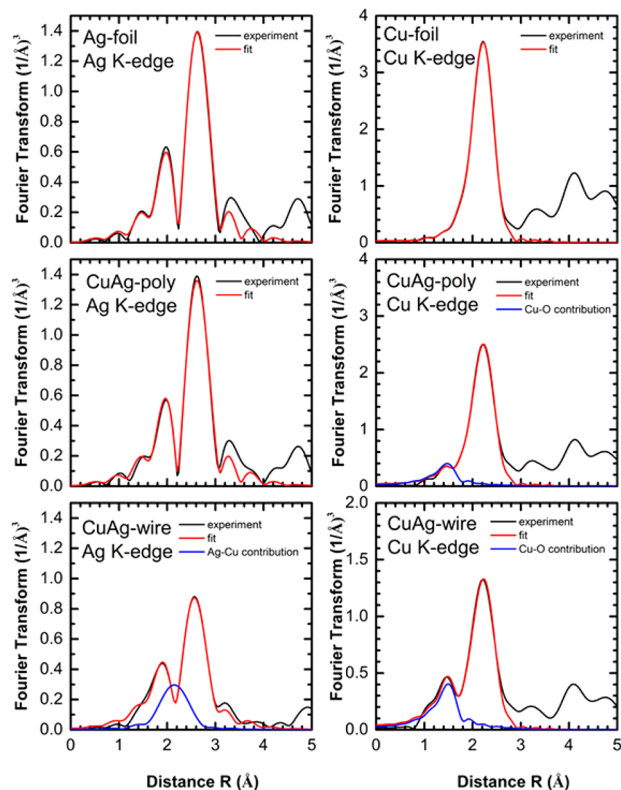 Ag-foil
Ag K-edge
experiment
fit
Fourier Transform (1/Å)³
1.4
1.2
1.0
0.8
0.6
0.4
0.2
0.0
Cu-foil
Cu K-edge
experiment
fit
Fourier Transform (1/Å)³
4
3
2
1
0
CuAg-poly
Ag K-edge
experiment
fit
Fourier Transform (1/Å)³
1.4
1.2
1.0
0.8
0.6
0.4
0.2
0.0
CuAg-poly
Cu K-edge
experiment
fit
Cu-O contribution
Fourier Transform (1/Å)³
4
3
2
1
0
CuAg-wire
Ag K-edge
experiment
fit
Ag-Cu contribution
Fourier Transform (1/Å)³
1.4
1.2
1.0
0.8
0.6
0.4
0.2
0.0
0 1 2 3 4 5
Distance R (Å)
CuAg-wire
Cu K-edge
experiment
fit
Cu-O contribution
Fourier Transform (1/Å)³
2.0
1.5
1.0
0.5
0.0
0 1 2 3 4 5
Distance R (Å)